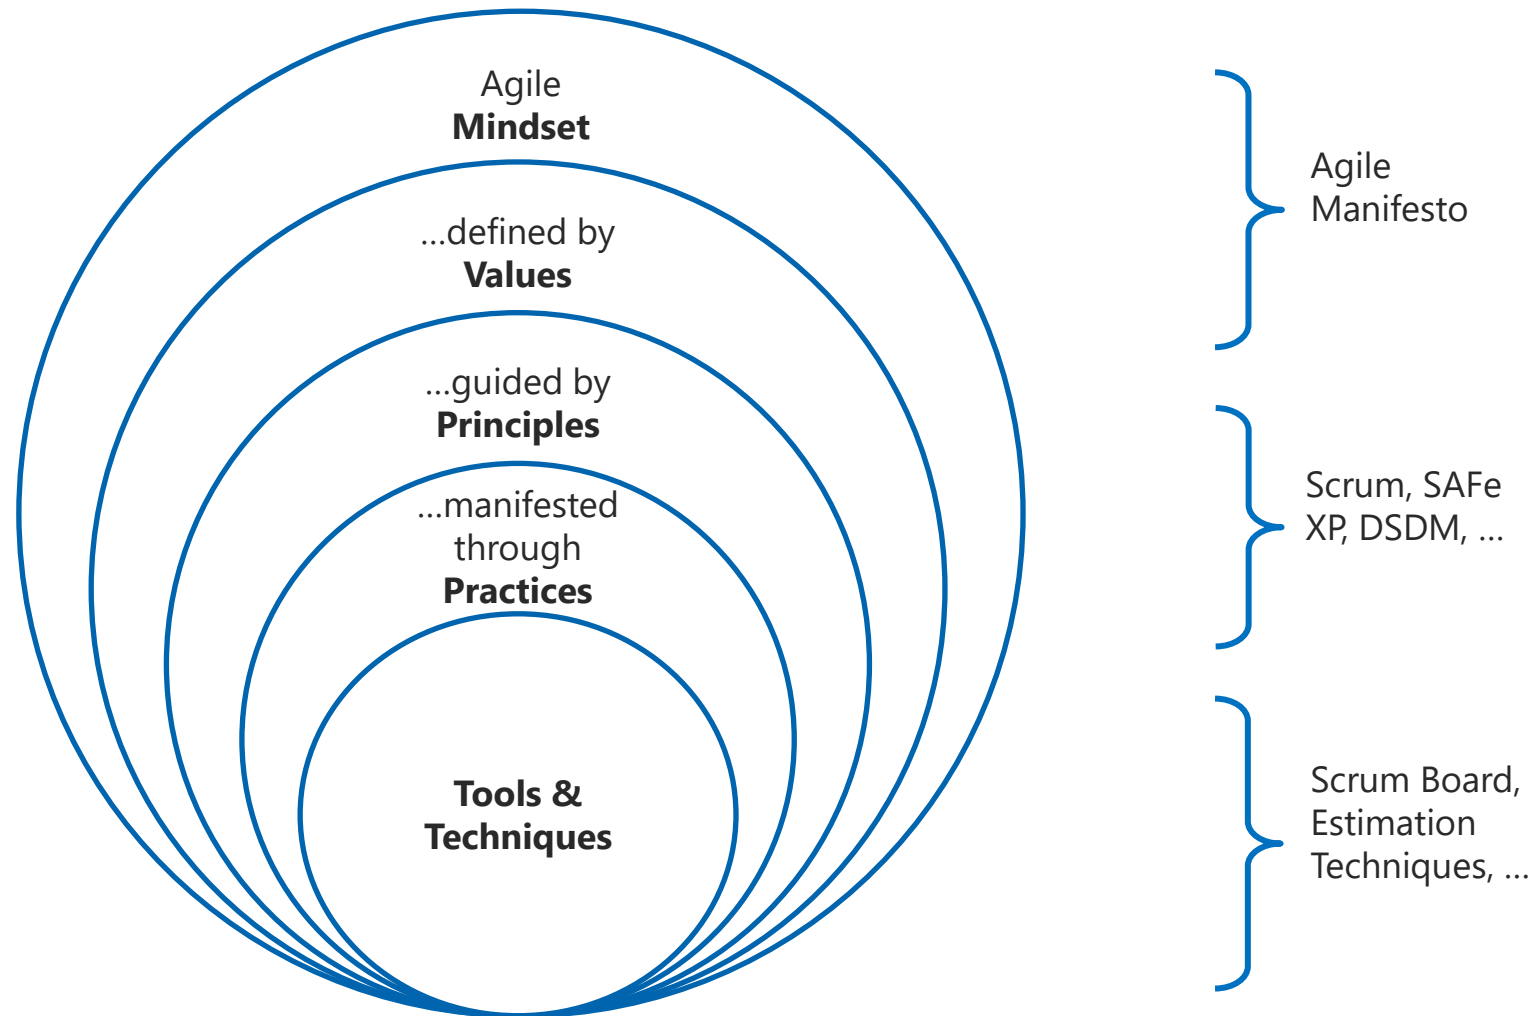 Agile
Mindset
...defined by
Values
...guided by
Principles
...manifested
through
Practices
Tools &
Techniques
Agile
Manifesto
Scrum, SAFe
XP, DSDM, ...
Scrum Board,
Estimation
Techniques, ...